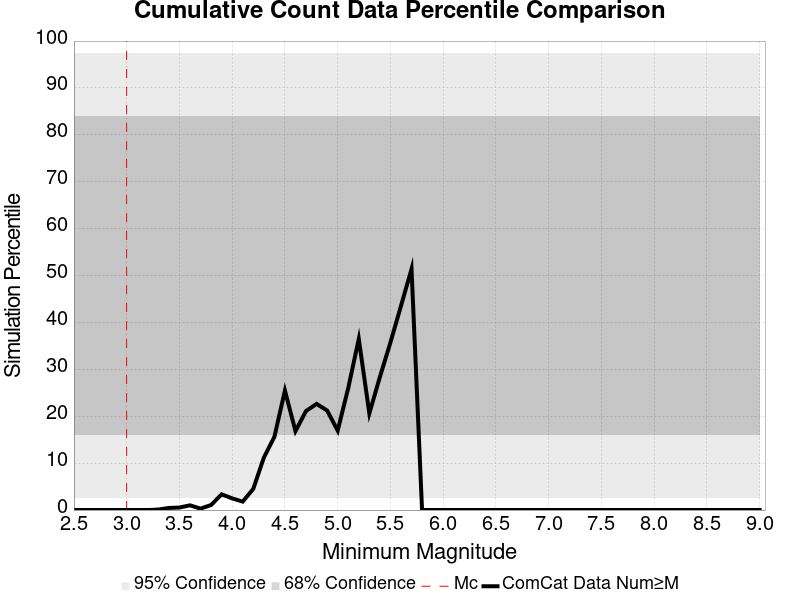 Cumulative Count Data Percentile Comparison
100
90
80
70
60
50
40
30
20
10
0
Simulation Percentile
2.5 3.0 3.5 4.0 4.5 5.0 5.5 6.0 6.5 7.0 7.5 8.0 8.5 9.0
Minimum Magnitude
95% Confidence 68% Confidence Mc ComCat Data Num≥M